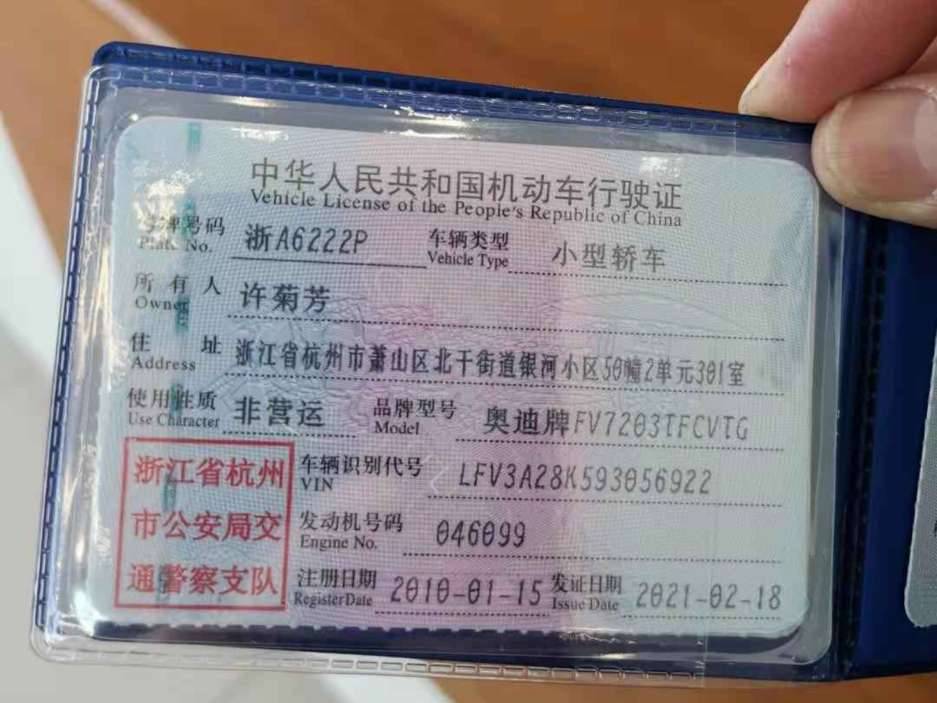 中华人民共和国机动车行驶证
Vehicle License of the People's Republic of China
号牌号码 浙A6222P 车辆类型 小型轿车
Plate No. Vehicle Type
所有人 许菊芳
Owner
住址 浙江省杭州市萧山区北干街道银河小区50幢2单元301室
Address
使用性质 非营运 品牌型号 奥迪牌FV7203TFCVTG
Use Character Model
浙江省杭州
市公安局交
通警察支队
车辆识别代号 LFV3A28K593056922
VIN
发动机号码 046099
Engine No.
注册日期 2010-01-15 发证日期 2021-02-18
Register Date Issue Date